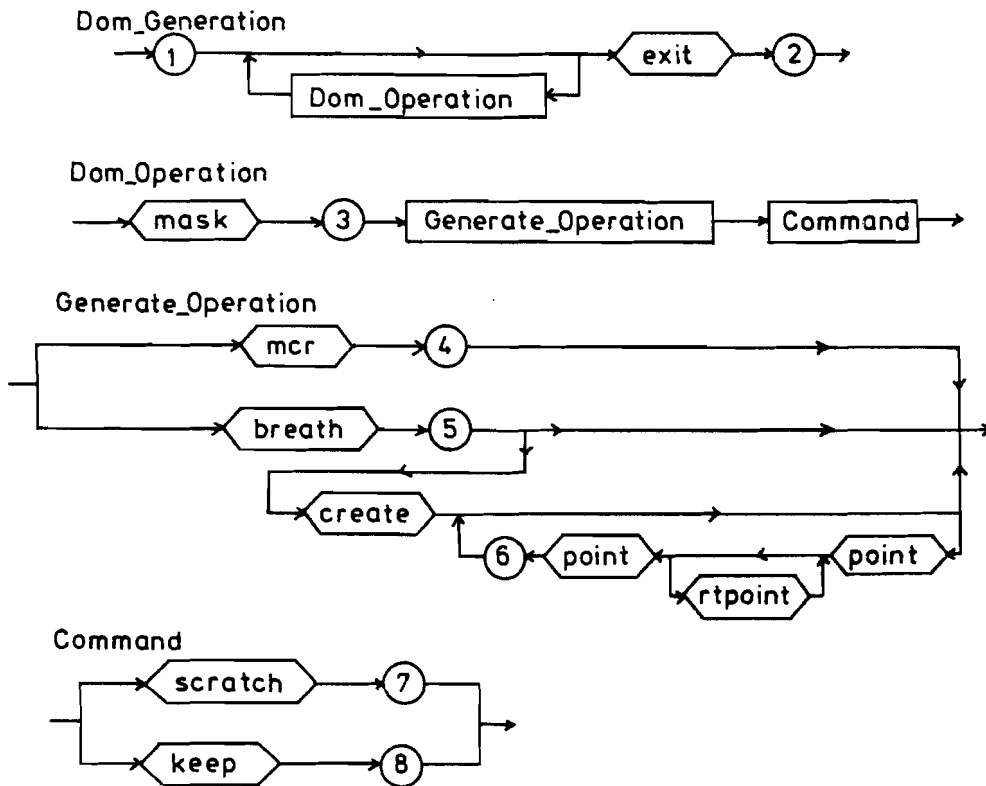 Dom_Generation
1 exit 2
Dom_Operation
Dom_Operation
mask 3 Generate_Operation Command
Generate_Operation
mcr 4
breath 5
create
6 point point
rtpoint
Command
scratch 7
keep 8